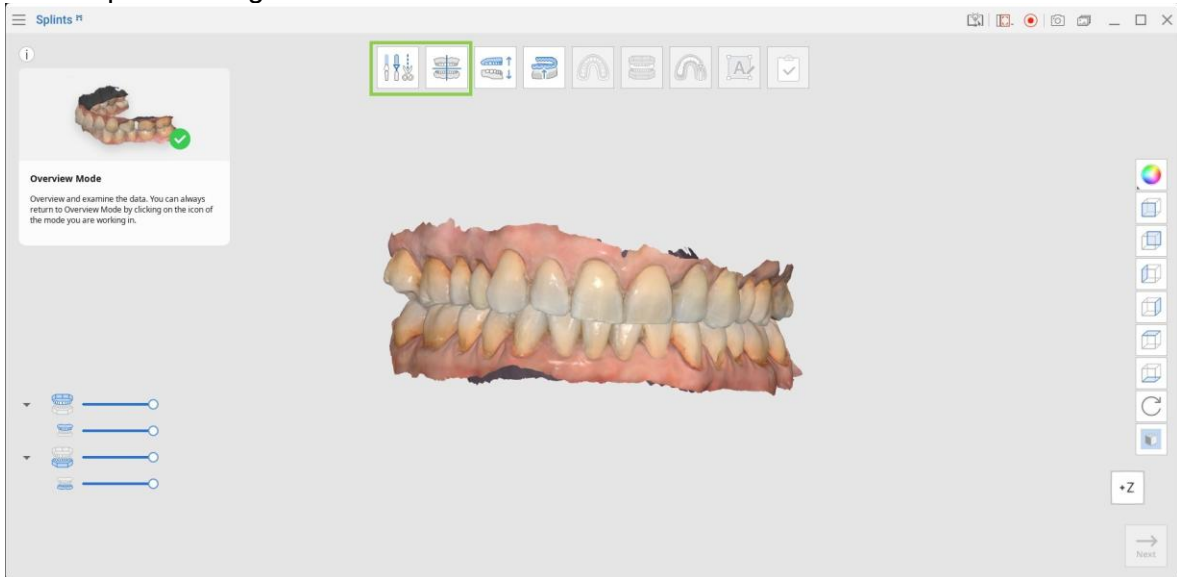 Splints
Overview Mode
Overview and examine the data. You can always
return to Overview Mode by clicking on the icon of
the mode you are working in.
A
+Z
Next